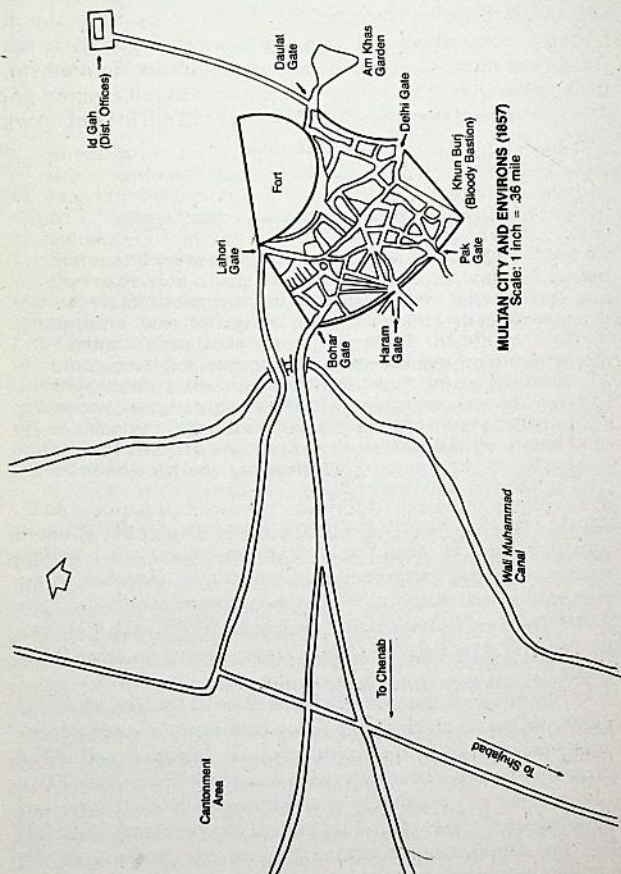 Id Gah →
(Dist. Offices)
Cantonment
Area
Lahori
Gate
Fort
Daulat
Gate
Am Khas
Garden
Bohar
Gate
Haram
Gate
To Chenab
Delhi Gate
Khun Burj
(Bloody Bastion)
Pak
Gate
Wali Muhammad
Canal
To Shujabad
MULTAN CITY AND ENVIRONS (1857)
Scale: 1 inch = .36 mile